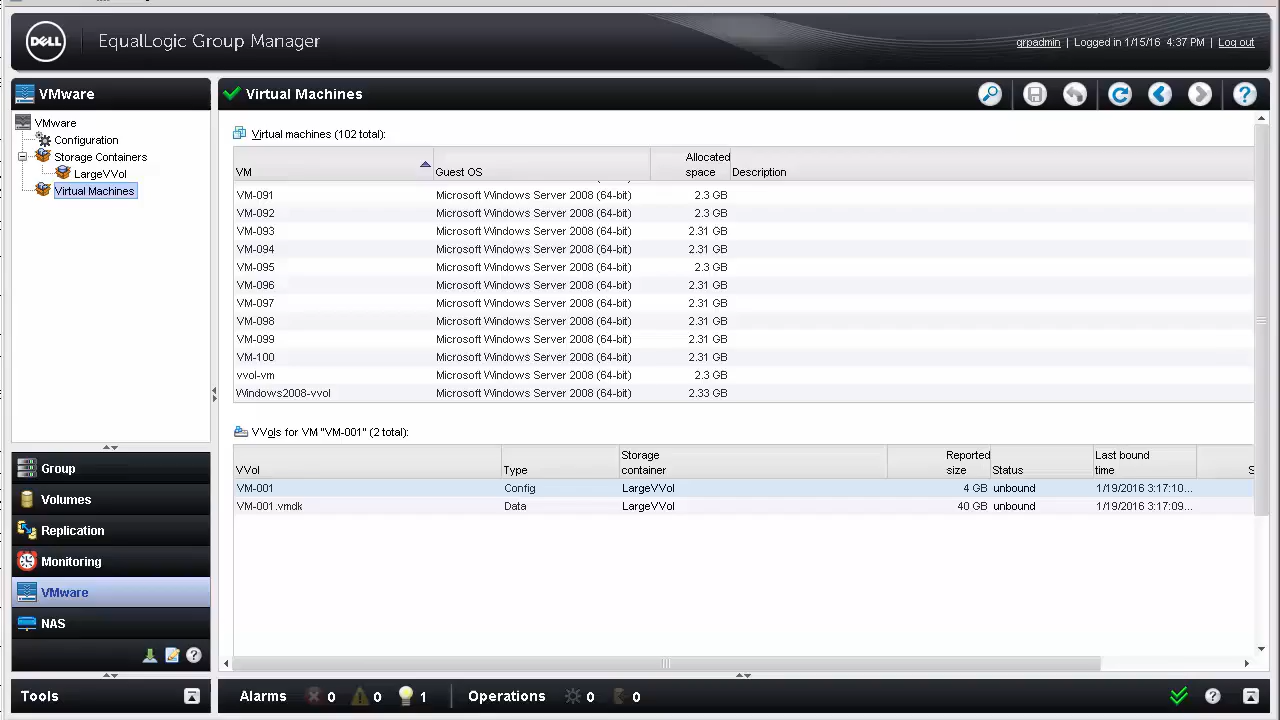 DELL EqualLogic Group Manager
grpadmin | Logged in 1/15/16 4:37 PM | Log out
VMware
VMware
Configuration
Storage Containers
LargeVVol
Virtual Machines
Group
Volumes
Replication
Monitoring
VMware
NAS
Tools
Virtual Machines
Virtual machines (102 total):
VM Guest OS Allocated space Description
VM-091 Microsoft Windows Server 2008 (64-bit) 2.3 GB
VM-092 Microsoft Windows Server 2008 (64-bit) 2.3 GB
VM-093 Microsoft Windows Server 2008 (64-bit) 2.31 GB
VM-094 Microsoft Windows Server 2008 (64-bit) 2.31 GB
VM-095 Microsoft Windows Server 2008 (64-bit) 2.3 GB
VM-096 Microsoft Windows Server 2008 (64-bit) 2.31 GB
VM-097 Microsoft Windows Server 2008 (64-bit) 2.31 GB
VM-098 Microsoft Windows Server 2008 (64-bit) 2.31 GB
VM-099 Microsoft Windows Server 2008 (64-bit) 2.31 GB
VM-100 Microsoft Windows Server 2008 (64-bit) 2.31 GB
vvol-vm Microsoft Windows Server 2008 (64-bit) 2.3 GB
Windows2008-vvol Microsoft Windows Server 2008 (64-bit) 2.33 GB
VVols for VM "VM-001" (2 total):
VVol Type Storage container Reported size Status Last bound time S
VM-001 Config LargeVVol 4 GB unbound 1/19/2016 3:17:10...
VM-001.vmdk Data LargeVVol 40 GB unbound 1/19/2016 3:17:09...
Alarms 0 0 1 Operations 0 0